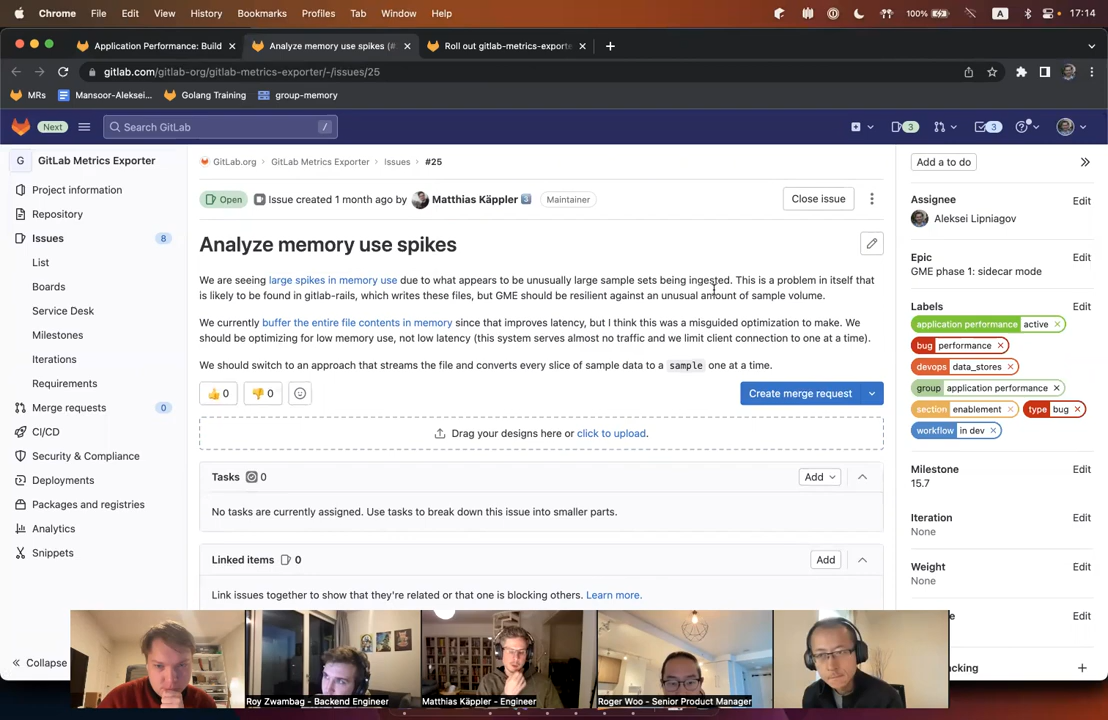 Chrome File Edit View History Bookmarks Profiles Tab Window Help 100% A 17:14
Application Performance: Build Analyze memory use spikes (# Roll out gitlab-metrics-exporte
gitlab.com/gitlab-org/gitlab-metrics-exporter/-/issues/25
MRs Mansoor-Aleksei... Golang Training group-memory
Next Search GitLab / 3 3
G GitLab Metrics Exporter
Project information
Repository
Issues 8
List
Boards
Service Desk
Milestones
Iterations
Requirements
Merge requests 0
CI/CD
Security & Compliance
Deployments
Packages and registries
Analytics
Snippets
Collapse
GitLab.org > GitLab Metrics Exporter > Issues > #25
Open Issue created 1 month ago by Matthias Käppler 3 Maintainer Close issue
Analyze memory use spikes
We are seeing large spikes in memory use due to what appears to be unusually large sample sets being ingested. This is a problem in itself that
is likely to be found in gitlab-rails, which writes these files, but GME should be resilient against an unusual amount of sample volume.
We currently buffer the entire file contents in memory since that improves latency, but I think this was a misguided optimization to make. We
should be optimizing for low memory use, not low latency (this system serves almost no traffic and we limit client connection to one at a time).
We should switch to an approach that streams the file and converts every slice of sample data to a sample one at a time.
0 0 Create merge request
Drag your designs here or click to upload.
Tasks 0 Add
No tasks are currently assigned. Use tasks to break down this issue into smaller parts.
Linked items 0 Add
Link issues together to show that they're related or that one is blocking others. Learn more.
Add a to do
Assignee Edit
Aleksei Lipniagov
Epic
GME phase 1: sidecar mode
Labels Edit
application performance active
bug performance
devops data_stores
group application performance
section enablement type bug
workflow in dev
Milestone Edit
15.7
Iteration Edit
None
Weight Edit
None
Edit
Roy Zwambag - Backend Engineer
Matthias Käppler - Engineer
Roger Woo - Senior Product Manager